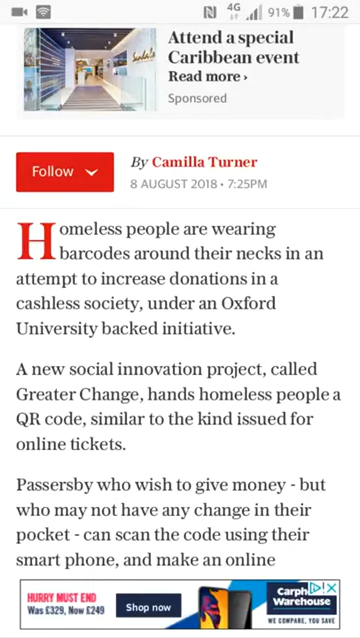 4G 91% 17:22
Attend a special
Caribbean event
Read more ›
Sponsored
Follow
By Camilla Turner
8 AUGUST 2018 • 7:25PM
Homeless people are wearing
barcodes around their necks in an
attempt to increase donations in a
cashless society, under an Oxford
University backed initiative.
A new social innovation project, called
Greater Change, hands homeless people a
QR code, similar to the kind issued for
online tickets.
Passersby who wish to give money - but
who may not have any change in their
pocket - can scan the code using their
smart phone, and make an online
HURRY MUST END
Was £329, Now £249
Shop now
Carph
Warehouse
WE COMPARE, YOU SAVE